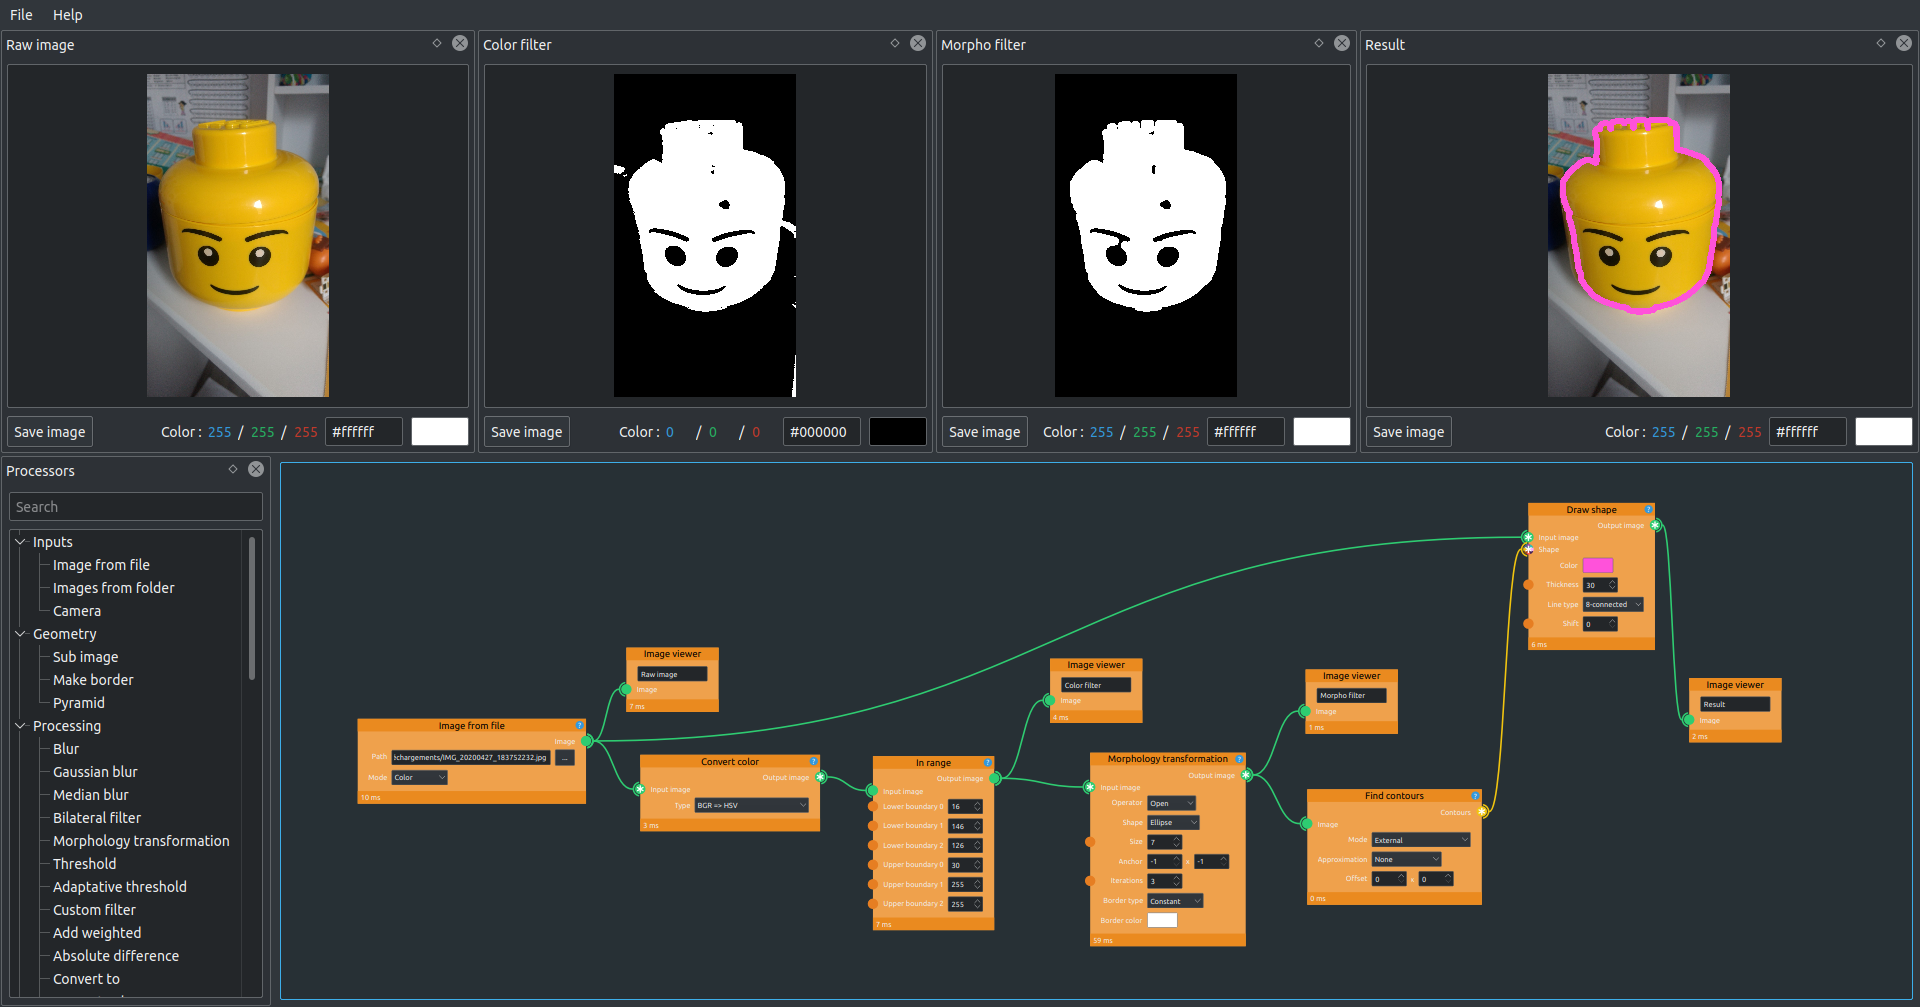 File Help
Raw image
Color filter
Morpho filter
Result
Save image Color : 255 / 255 / 255 #ffffff
Save image Color : 0 / 0 / 0 #000000
Save image Color : 255 / 255 / 255 #ffffff
Save image Color : 255 / 255 / 255 #ffffff
Processors
Search
Inputs
Image from file
Images from folder
Camera
Geometry
Sub image
Make border
Pyramid
Processing
Blur
Gaussian blur
Median blur
Bilateral filter
Morphology transformation
Threshold
Adaptative threshold
Custom filter
Add weighted
Absolute difference
Convert to
Image from file ?
Image
Path :chargements/IMG_20200427_183752232.jpg ...
Mode Color
10 ms
Image viewer
Raw image
Image
7 ms
Convert color ?
Output image
Input image
Type BGR => HSV
3 ms
In range ?
Output image
Input image
Lower boundary 0 16
Lower boundary 1 146
Lower boundary 2 126
Upper boundary 0 30
Upper boundary 1 255
Upper boundary 2 255
7 ms
Image viewer
Color filter
Image
4 ms
Morphology transformation ?
Output image
Input image
Operator Open
Shape Ellipse
Size 7
Anchor -1 x -1
Iterations 3
Border type Constant
Border color
59 ms
Image viewer
Morpho filter
Image
1 ms
Find contours ?
Contours
Image
Mode External
Approximation None
Offset 0 x 0
0 ms
Draw shape ?
Output image
Input image
Shape
Color
Thickness 30
Line type 8-connected
Shift 0
6 ms
Image viewer
Result
Image
2 ms